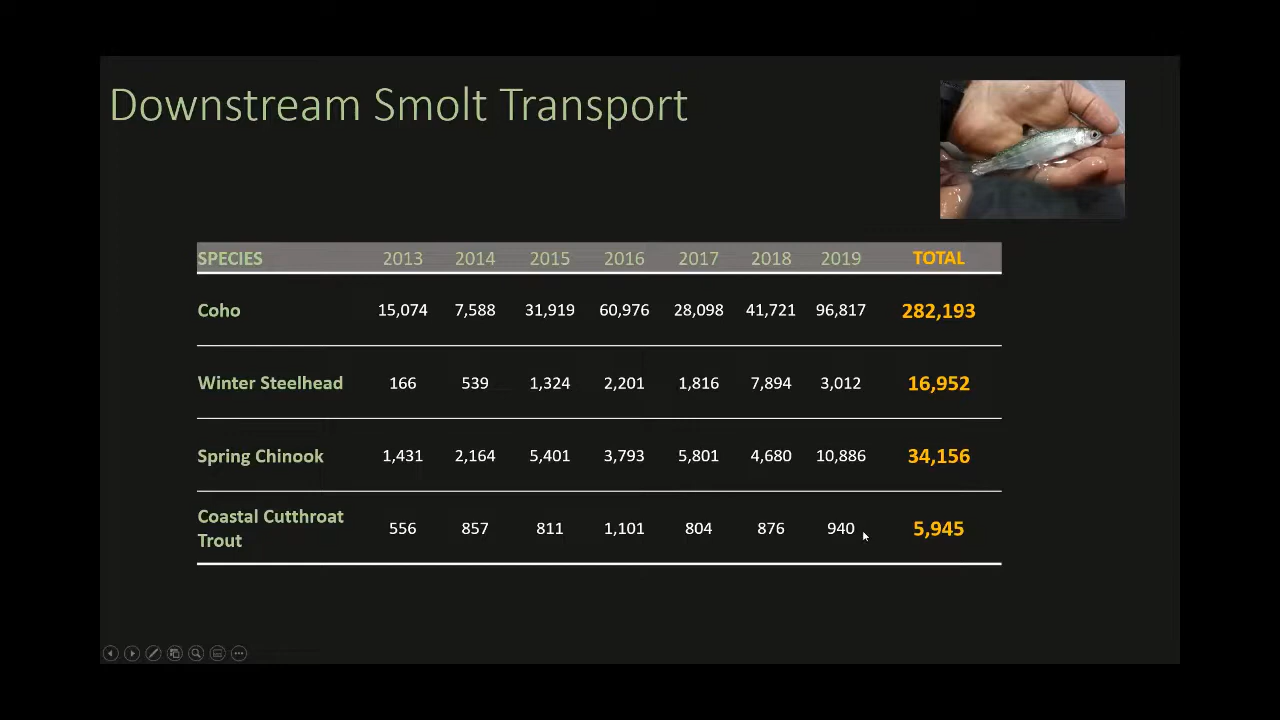 Downstream Smolt Transport
SPECIES 2013 2014 2015 2016 2017 2018 2019 TOTAL
Coho 15,074 7,588 31,919 60,976 28,098 41,721 96,817 282,193
Winter Steelhead 166 539 1,324 2,201 1,816 7,894 3,012 16,952
Spring Chinook 1,431 2,164 5,401 3,793 5,801 4,680 10,886 34,156
Coastal Cutthroat
Trout 556 857 811 1,101 804 876 940 5,945